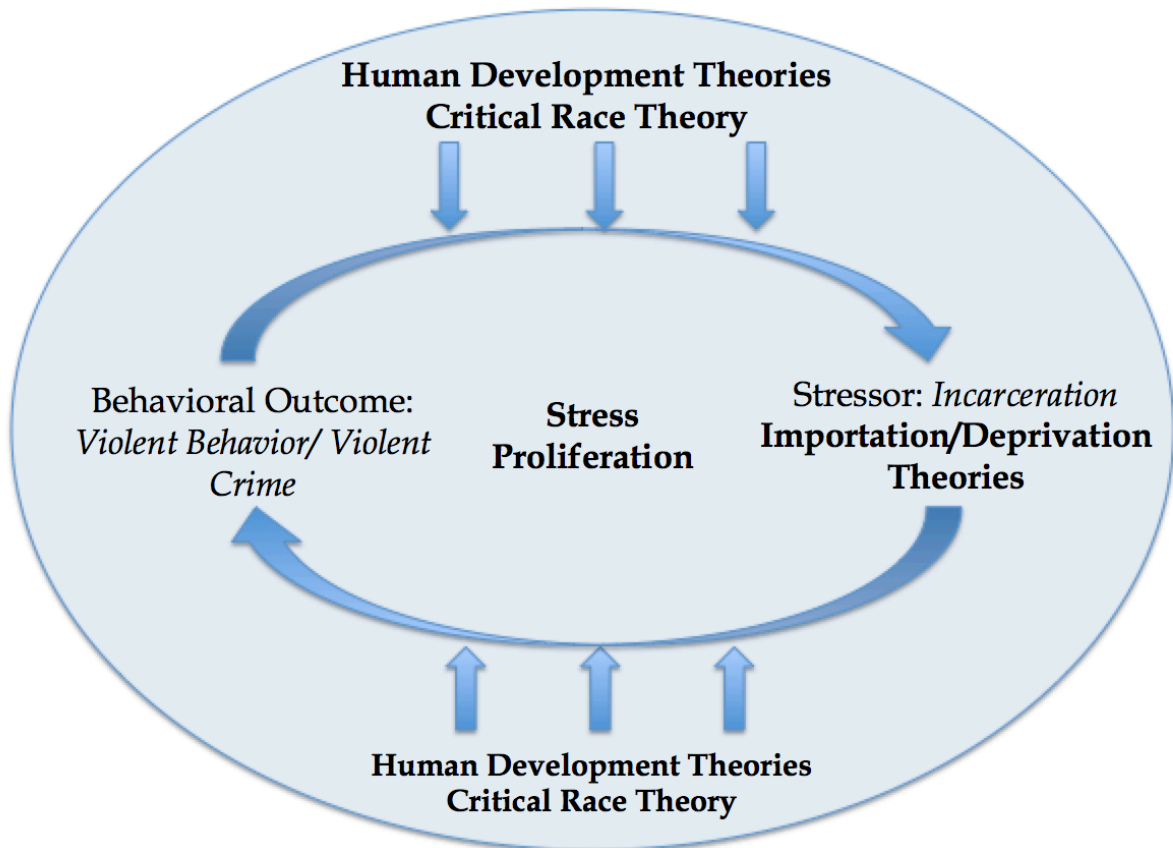 Human Development Theories
Critical Race Theory
Behavioral Outcome:
Violent Behavior/ Violent
Crime
Stress
Proliferation
Stressor: Incarceration
Importation/Deprivation
Theories
Human Development Theories
Critical Race Theory